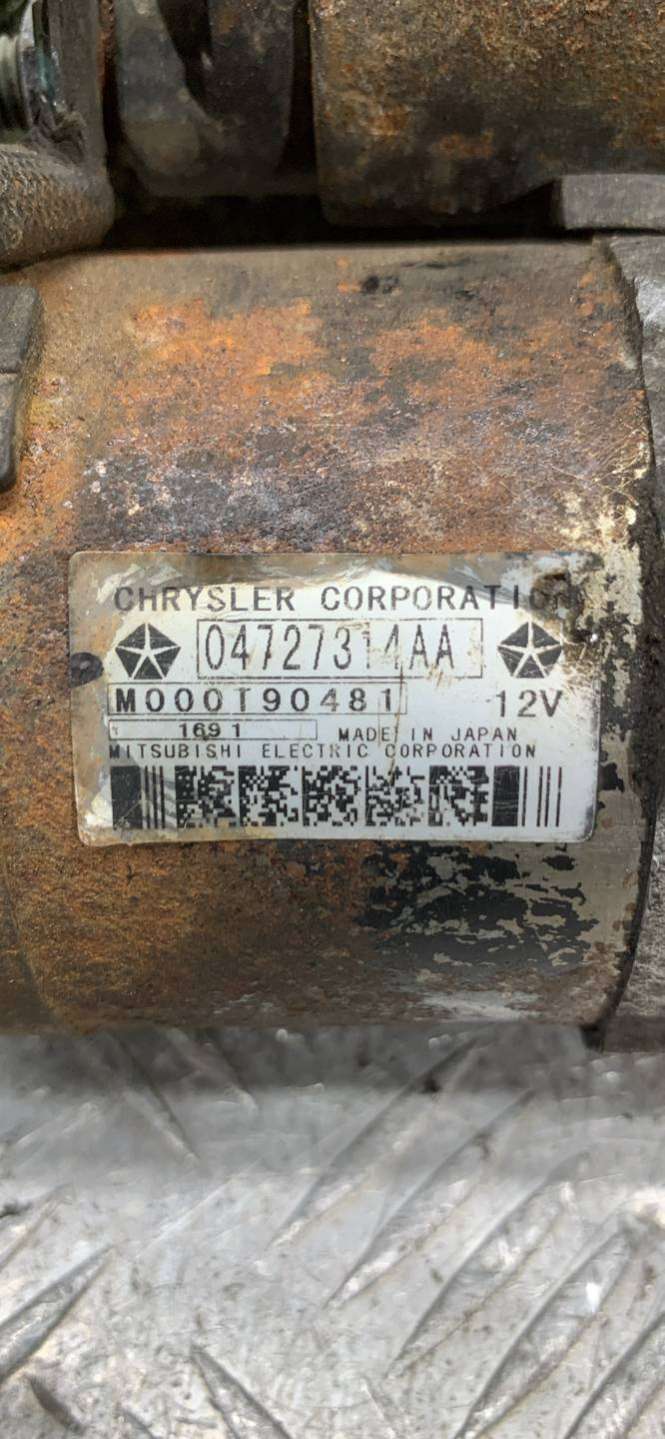 CHRYSLER CORPORATION
04727314AA
M000T90481 12V
1691 MADE IN JAPAN
MITSUBISHI ELECTRIC CORPORATION